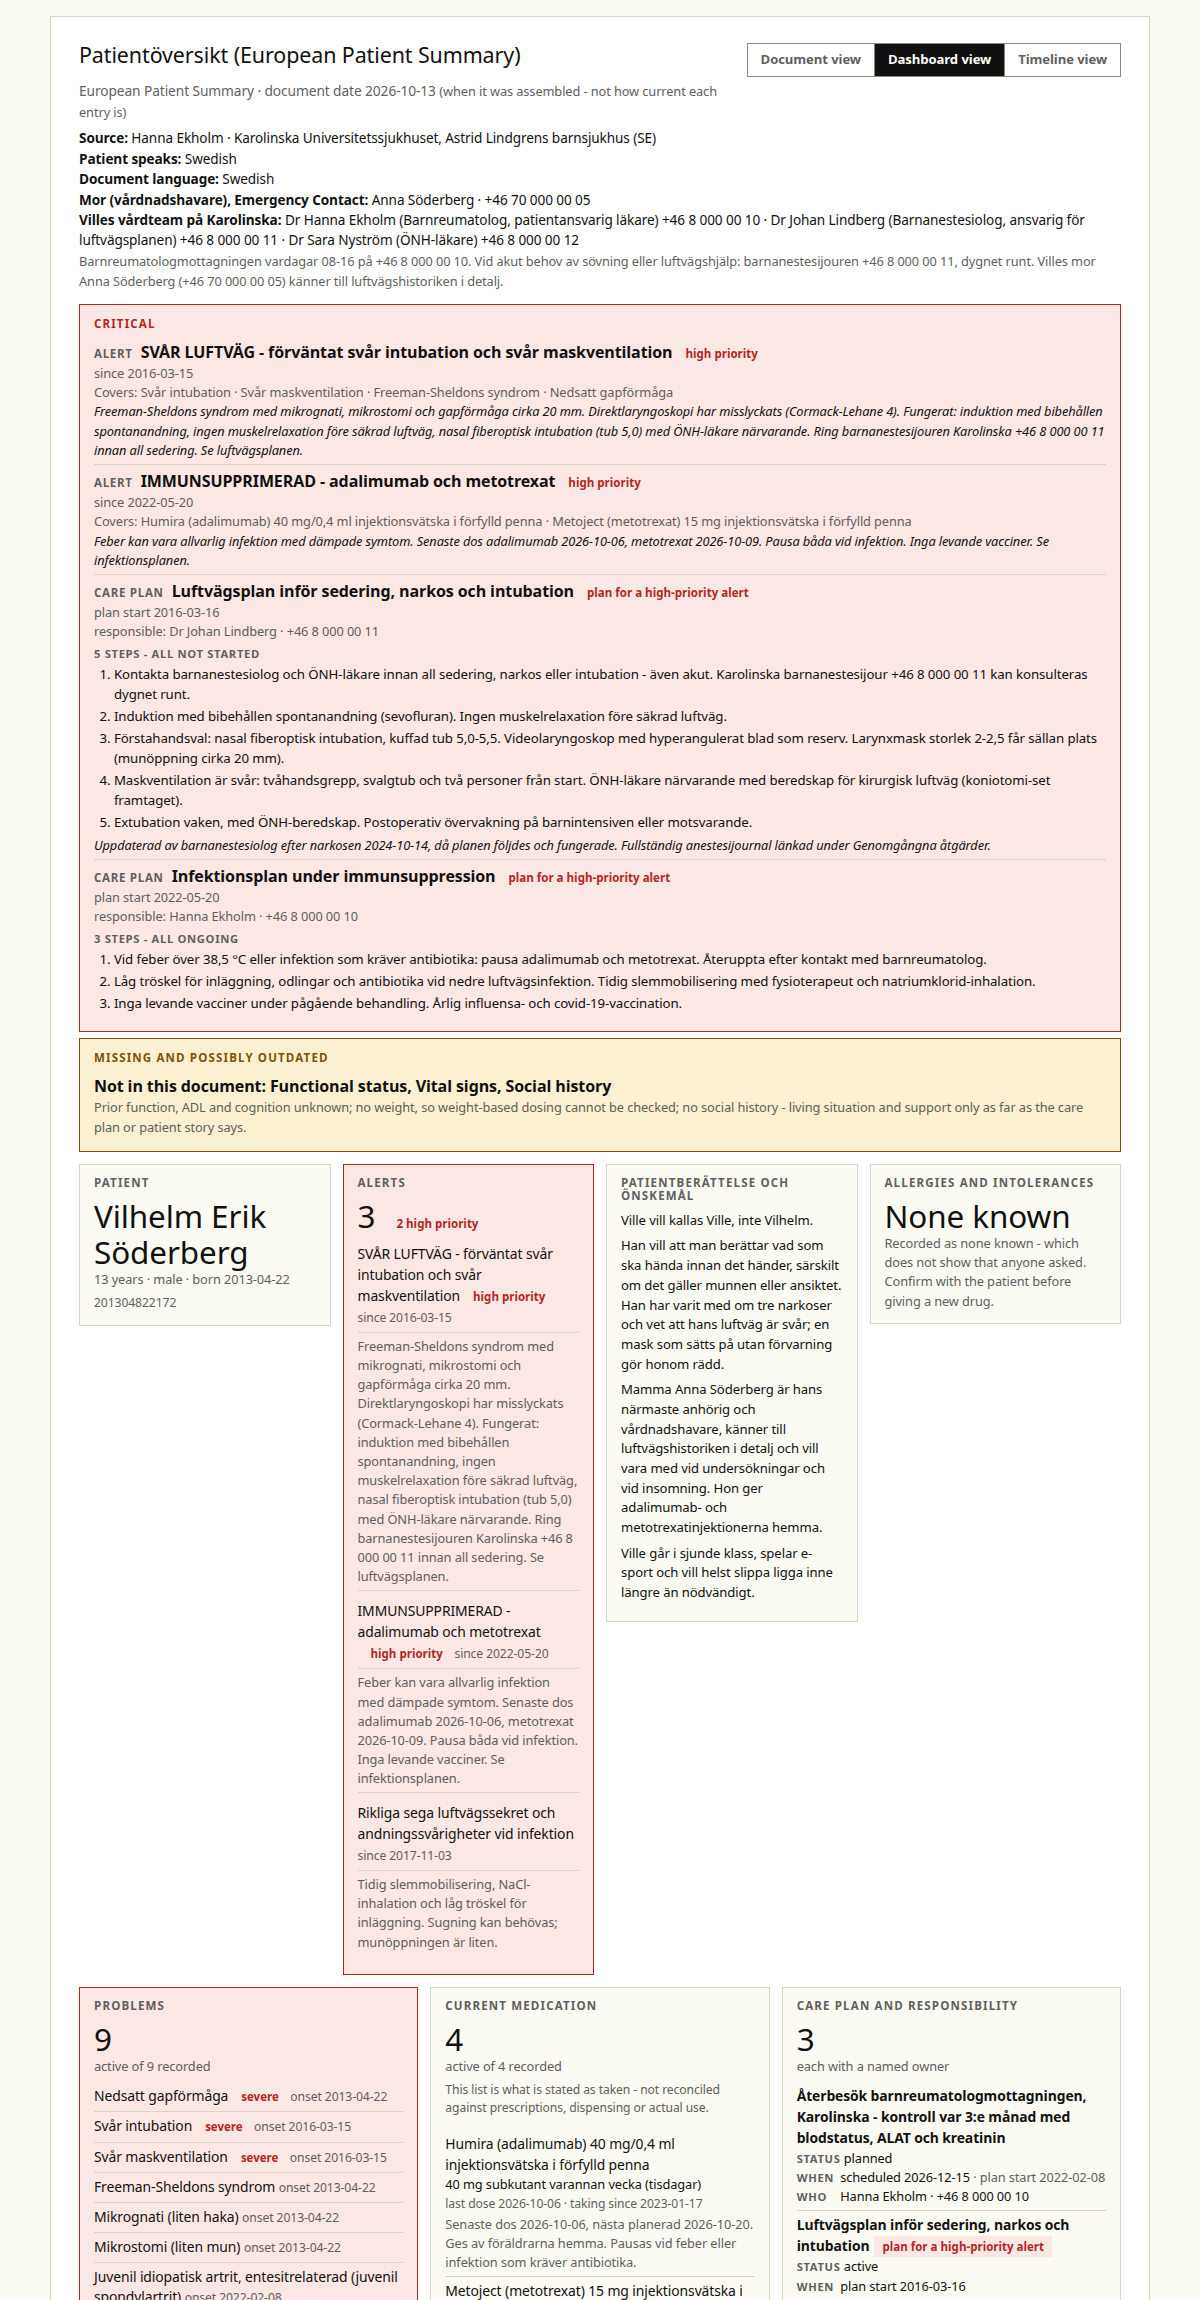 Patientöversikt (European Patient Summary)
Document view
Dashboard view
Timeline view
European Patient Summary · document date 2026-10-13 (when it was assembled - not how current each
entry is)
Source: Hanna Ekholm · Karolinska Universitetssjukhuset, Astrid Lindgrens barnsjukhus (SE)
Patient speaks: Swedish
Document language: Swedish
Mor (vårdnadshavare), Emergency Contact: Anna Söderberg · +46 70 000 00 05
Villes vårdteam på Karolinska: Dr Hanna Ekholm (Barnreumatolog, patientansvarig läkare) +46 8 000 00 10 · Dr Johan Lindberg (Barnanestesiolog, ansvarig för
luftvägsplanen) +46 8 000 00 11 · Dr Sara Nyström (ÖNH-läkare) +46 8 000 00 12
Barnreumatologmottagningen vardagar 08-16 på +46 8 000 00 10. Vid akut behov av sövning eller luftvägshjälp: barnanestesijouren +46 8 000 00 11, dygnet runt. Villes mor
Anna Söderberg (+46 70 000 00 05) känner till luftvägshistoriken i detalj.
CRITICAL
ALERT SVÅR LUFTVÄG - förväntat svår intubation och svår maskventilation high priority
since 2016-03-15
Covers: Svår intubation · Svår maskventilation · Freeman-Sheldons syndrom · Nedsatt gapförmåga
Freeman-Sheldons syndrom med mikrognati, mikrostomi och gapförmåga cirka 20 mm. Direktlaryngoskopi har misslyckats (Cormack-Lehane 4). Fungerat: induktion med bibehållen
spontanandning, ingen muskelrelaxation före säkrad luftväg, nasal fiberoptisk intubation (tub 5,0) med ÖNH-läkare närvarande. Ring barnanestesijouren Karolinska +46 8 000 00 11
innan all sedering. Se luftvägsplanen.
ALERT IMMUNSUPPRIMERAD - adalimumab och metotrexat high priority
since 2022-05-20
Covers: Humira (adalimumab) 40 mg/0,4 ml injektionsvätska i förfylld penna · Metoject (metotrexat) 15 mg injektionsvätska i förfylld penna
Feber kan vara allvarlig infektion med dämpade symtom. Senaste dos adalimumab 2026-10-06, metotrexat 2026-10-09. Pausa båda vid infektion. Inga levande vacciner. Se
infektionsplanen.
CARE PLAN Luftvägsplan inför sedering, narkos och intubation plan for a high-priority alert
plan start 2016-03-16
responsible: Dr Johan Lindberg · +46 8 000 00 11
5 STEPS - ALL NOT STARTED
1. Kontakta barnanestesiolog och ÖNH-läkare innan all sedering, narkos eller intubation - även akut. Karolinska barnanestesijour +46 8 000 00 11 kan konsulteras
dygnet runt.
2. Induktion med bibehållen spontanandning (sevofluran). Ingen muskelrelaxation före säkrad luftväg.
3. Förstahandsval: nasal fiberoptisk intubation, kuffad tub 5,0-5,5. Videolaryngoskop med hyperangulerat blad som reserv. Larynxmask storlek 2-2,5 får sällan plats
(munöppning cirka 20 mm).
4. Maskventilation är svår: tvåhandsgrepp, svalgtub och två personer från start. ÖNH-läkare närvarande med beredskap för kirurgisk luftväg (koniotomi-set
framtaget).
5. Extubation vaken, med ÖNH-beredskap. Postoperativ övervakning på barnintensiven eller motsvarande.
Uppdaterad av barnanestesiolog efter narkosen 2024-10-14, då planen följdes och fungerade. Fullständig anestesijournal länkad under Genomgångna åtgärder.
CARE PLAN Infektionsplan under immunsuppression plan for a high-priority alert
plan start 2022-05-20
responsible: Hanna Ekholm · +46 8 000 00 10
3 STEPS - ALL ONGOING
1. Vid feber över 38,5 °C eller infektion som kräver antibiotika: pausa adalimumab och metotrexat. Återuppta efter kontakt med barnreumatolog.
2. Låg tröskel för inläggning, odlingar och antibiotika vid nedre luftvägsinfektion. Tidig slemmobilisering med fysioterapeut och natriumklorid-inhalation.
3. Inga levande vacciner under pågående behandling. Årlig influensa- och covid-19-vaccination.
MISSING AND POSSIBLY OUTDATED
Not in this document: Functional status, Vital signs, Social history
Prior function, ADL and cognition unknown; no weight, so weight-based dosing cannot be checked; no social history - living situation and support only as far as the care
plan or patient story says.
PATIENT
Vilhelm Erik
Söderberg
13 years · male · born 2013-04-22
201304822172
ALERTS
3 2 high priority
SVÅR LUFTVÄG - förväntat svår
intubation och svår
maskventilation high priority
since 2016-03-15
Freeman-Sheldons syndrom med
mikrognati, mikrostomi och
gapförmåga cirka 20 mm.
Direktlaryngoskopi har misslyckats
(Cormack-Lehane 4). Fungerat:
induktion med bibehållen
spontanandning, ingen
muskelrelaxation före säkrad luftväg,
nasal fiberoptisk intubation (tub 5,0)
med ÖNH-läkare närvarande. Ring
barnanestesijouren Karolinska +46 8
000 00 11 innan all sedering. Se
luftvägsplanen.
IMMUNSUPPRIMERAD -
adalimumab och metotrexat
high priority since 2022-05-20
Feber kan vara allvarlig infektion
med dämpade symtom. Senaste dos
adalimumab 2026-10-06, metotrexat
2026-10-09. Pausa båda vid infektion.
Inga levande vacciner. Se
infektionsplanen.
Rikliga sega luftvägssekret och
andningssvårigheter vid infektion
since 2017-11-03
Tidig slemmobilisering, NaCl-
inhalation och låg tröskel för
inläggning. Sugning kan behövas;
munöppningen är liten.
PATIENTBERÄTTELSE OCH
ÖNSKEMÅL
Ville vill kallas Ville, inte Vilhelm.
Han vill att man berättar vad som
ska hända innan det händer, särskilt
om det gäller munnen eller ansiktet.
Han har varit med om tre narkoser
och vet att hans luftväg är svår; en
mask som sätts på utan förvarning
gör honom rädd.
Mamma Anna Söderberg är hans
närmaste anhörig och
vårdnadshavare, känner till
luftvägshistoriken i detalj och vill
vara med vid undersökningar och
vid insomning. Hon ger
adalimumab- och
metotrexatinjektionerna hemma.
Ville går i sjunde klass, spelar e-
sport och vill helst slippa ligga inne
längre än nödvändigt.
ALLERGIES AND INTOLERANCES
None known
Recorded as none known - which
does not show that anyone asked.
Confirm with the patient before
giving a new drug.
PROBLEMS
9
active of 9 recorded
Nedsatt gapförmåga severe onset 2013-04-22
Svår intubation severe onset 2016-03-15
Svår maskventilation severe onset 2016-03-15
Freeman-Sheldons syndrom onset 2013-04-22
Mikrognati (liten haka) onset 2013-04-22
Mikrostomi (liten mun) onset 2013-04-22
Juvenil idiopatisk artrit, entesitrelaterad (juvenil
spondylartrit) onset 2022-02-08
CURRENT MEDICATION
4
active of 4 recorded
This list is what is stated as taken - not reconciled
against prescriptions, dispensing or actual use.
Humira (adalimumab) 40 mg/0,4 ml
injektionsvätska i förfylld penna
40 mg subkutant varannan vecka (tisdagar)
last dose 2026-10-06 · taking since 2023-01-17
Senaste dos 2026-10-06, nästa planerad 2026-10-20.
Ges av föräldrarna hemma. Pausas vid feber eller
infektion som kräver antibiotika.
Metoject (metotrexat) 15 mg injektionsvätska i
CARE PLAN AND RESPONSIBILITY
3
each with a named owner
Återbesök barnreumatologmottagningen,
Karolinska - kontroll var 3:e månad med
blodstatus, ALAT och kreatinin
STATUS planned
WHEN scheduled 2026-12-15 · plan start 2022-02-08
WHO Hanna Ekholm · +46 8 000 00 10
Luftvägsplan inför sedering, narkos och
intubation plan for a high-priority alert
STATUS active
WHEN plan start 2016-03-16